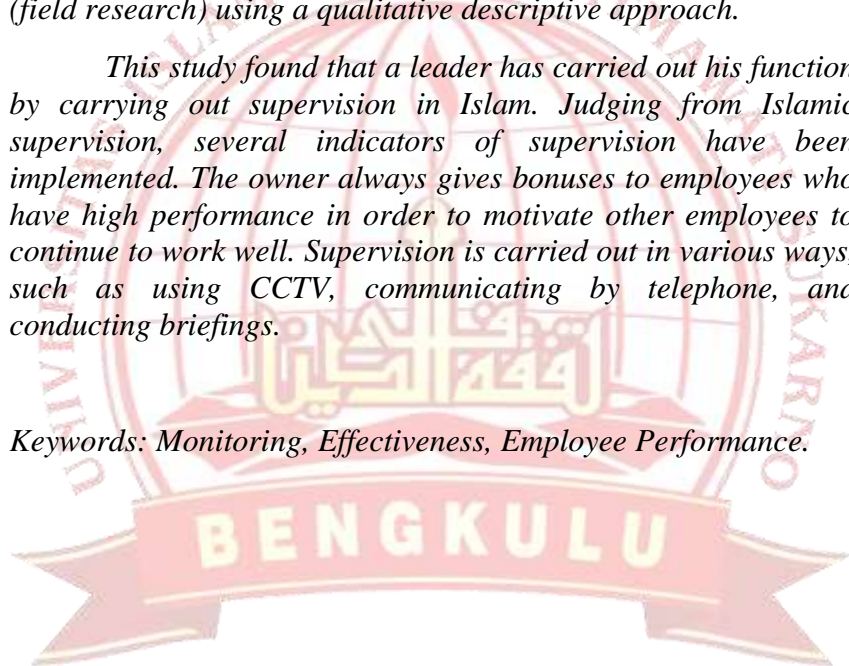 (field research) using a qualitative descriptive approach.
This study found that a leader has carried out his function
by carrying out supervision in Islam. Judging from Islamic
supervision, several indicators of supervision have been
implemented. The owner always gives bonuses to employees who
have high performance in order to motivate other employees to
continue to work well. Supervision is carried out in various ways,
such as using CCTV, communicating by telephone, and
conducting briefings.
Keywords: Monitoring, Effectiveness, Employee Performance.
BENGKULU